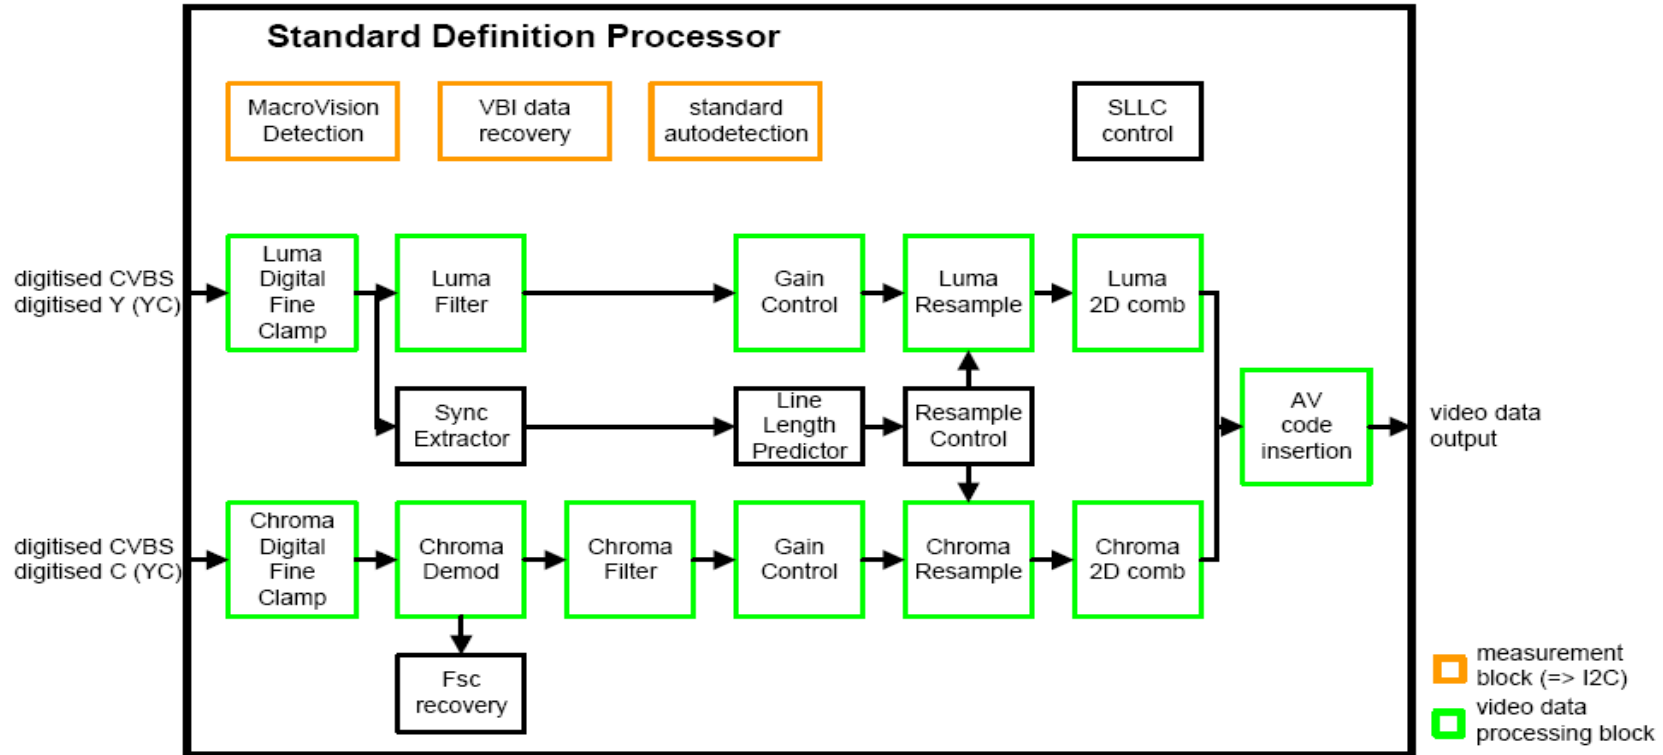 Standard Definition Processor
MacroVision
Detection
VBI data
recovery
standard
autodetection
SLLC
control
digitised CVBS
digitised Y (YC)
Luma
Digital
Fine
Clamp
Luma
Filter
Gain
Control
Luma
Resample
Luma
2D comb
Sync
Extractor
Line
Length
Predictor
Resample
Control
AV
code
insertion
video data
output
digitised CVBS
digitised C (YC)
Chroma
Digital
Fine
Clamp
Chroma
Demod
Chroma
Filter
Gain
Control
Chroma
Resample
Chroma
2D comb
Fsc
recovery
measurement
block (=> I2C)
video data
processing block